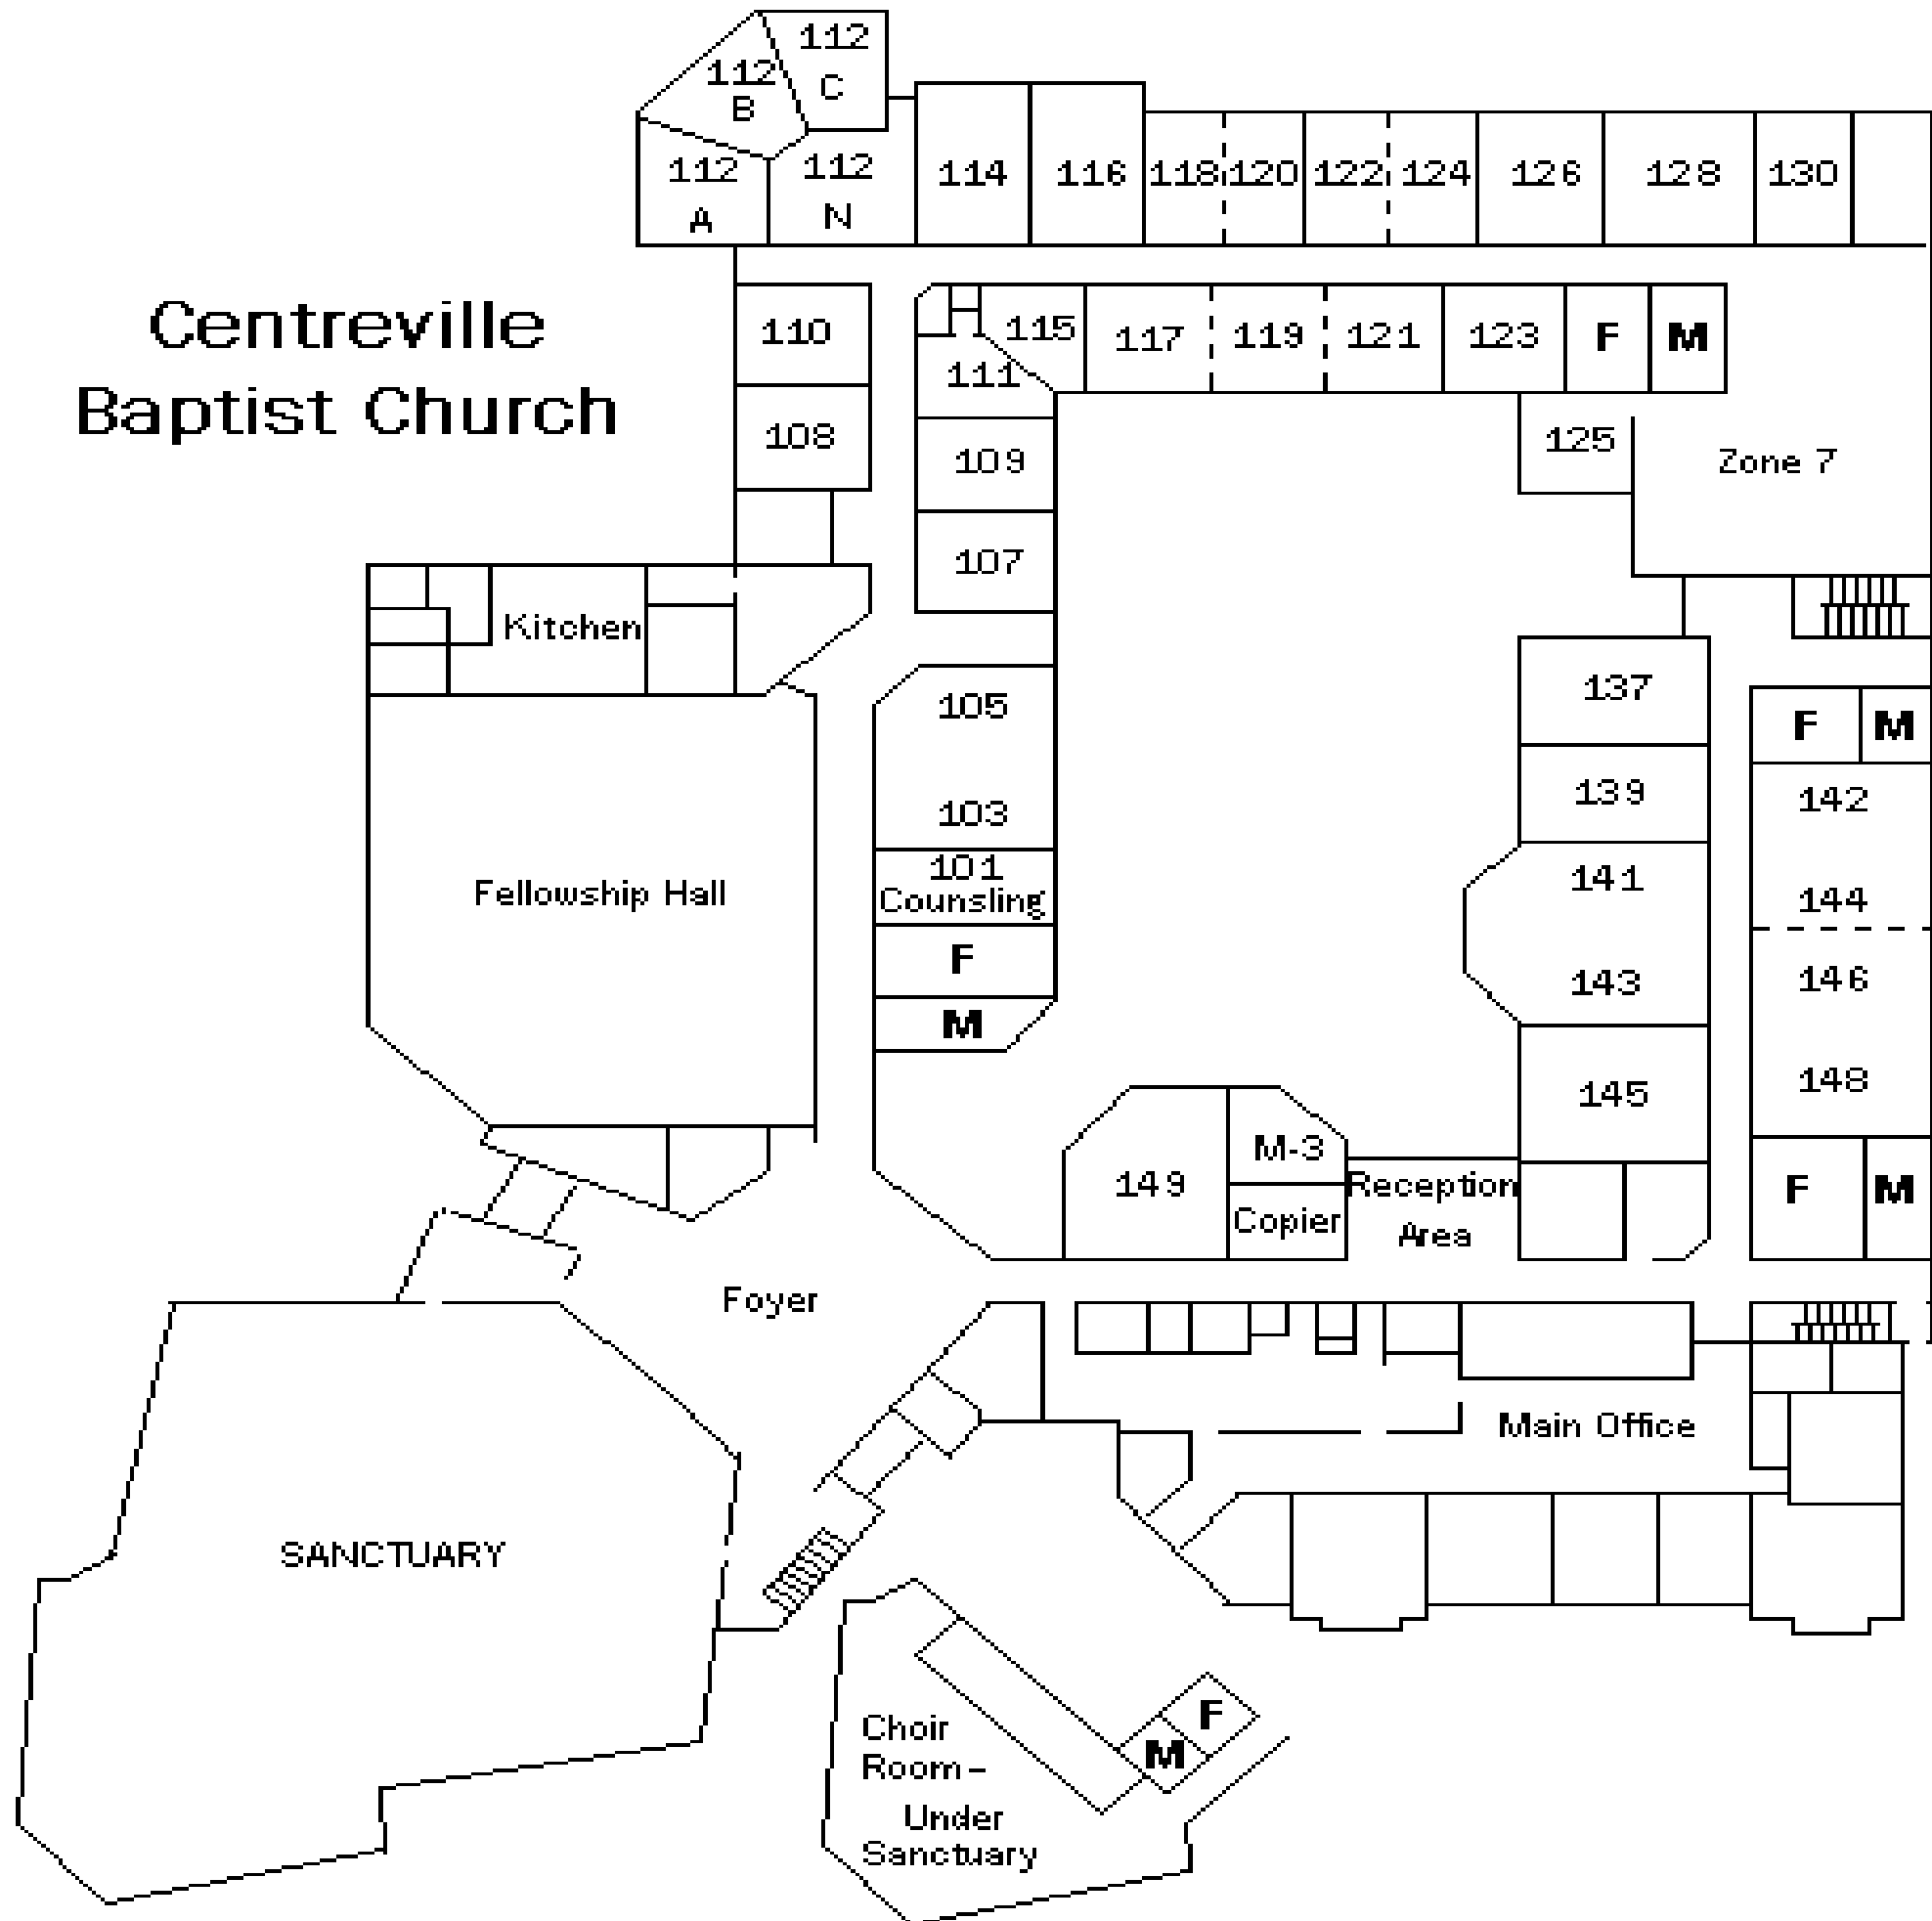 112
C
112
B
112
A
112
N
114
116
118
120
122
124
126
128
130
Centreville
Baptist Church
110
108
115
111
117
119
121
123
F
M
109
107
125
Zone 7
Kitchen
105
103
101
Counsling
F
M
Fellowship Hall
137
139
141
143
145
F
M
142
144
146
148
F
M
149
M-3
Copier
Reception
Area
Foyer
Main Office
SANCTUARY
Choir
Room-
Under
Sanctuary
F
M